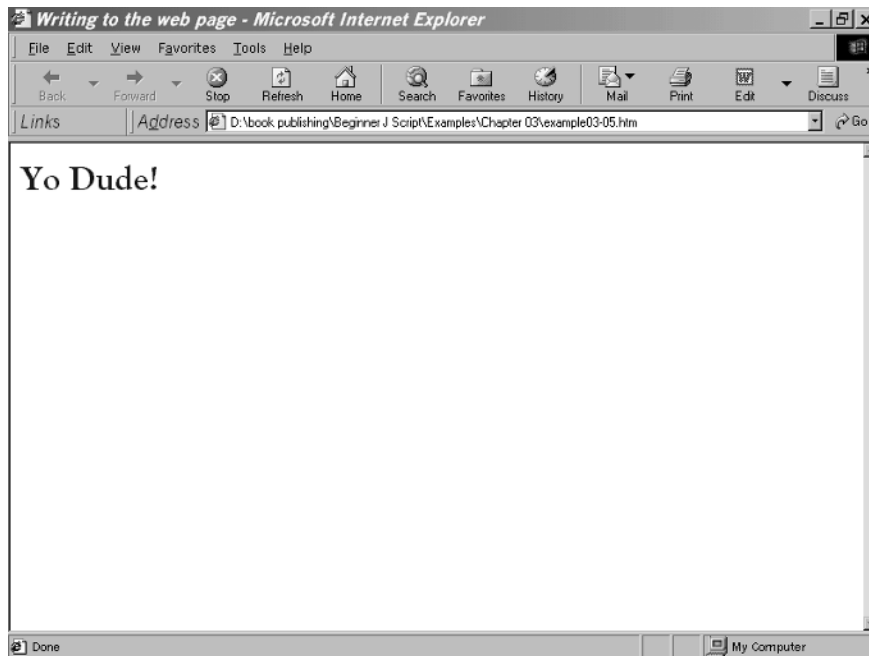 Writing to the web page - Microsoft Internet Explorer
File Edit View Favorites Tools Help
Back Forward Stop Refresh Home Search Favorites History Mail Print Edit Discuss
Links Address D:\book publishing\Beginner J Script\Examples\Chapter 03\example03-05.htm Go
Yo Dude!
Done My Computer